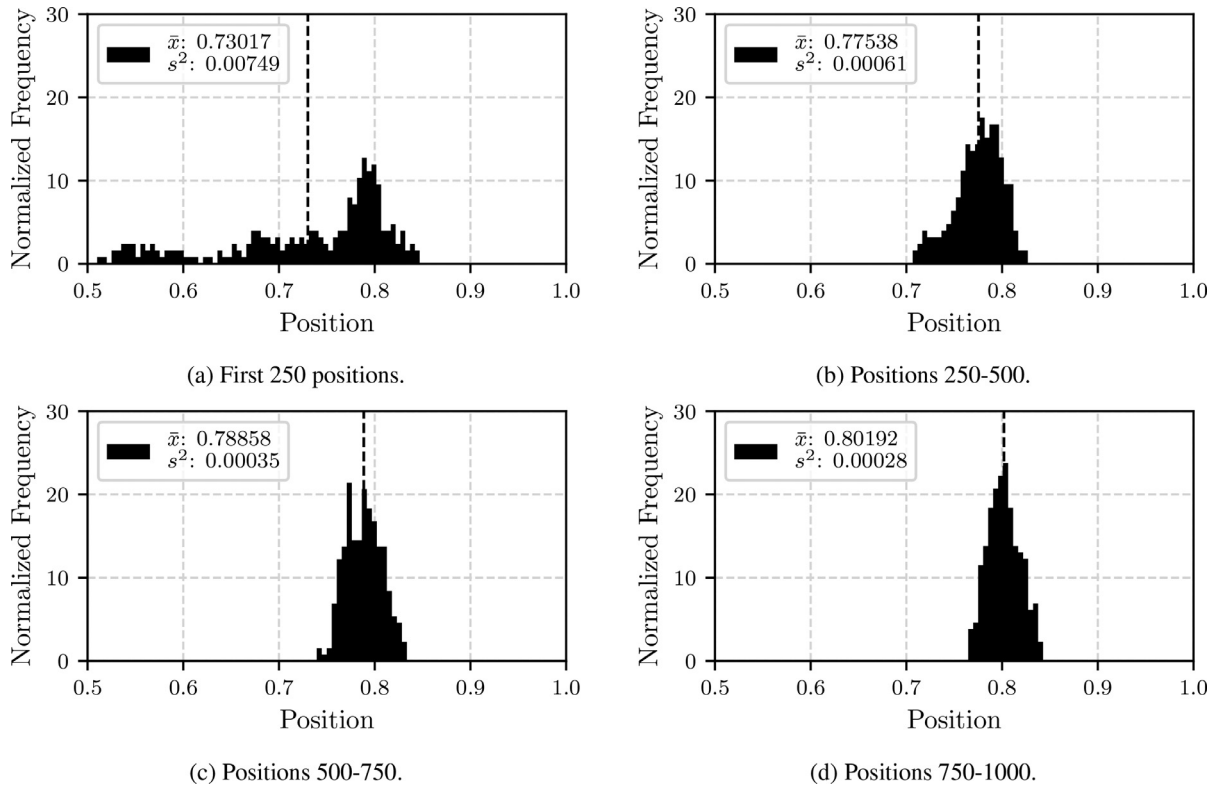 Normalized Frequency
30
20
10
0
x̄: 0.73017
s²: 0.00749
0.5 0.6 0.7 0.8 0.9 1.0
Position
(a) First 250 positions.
Normalized Frequency
30
20
10
0
x̄: 0.77538
s²: 0.00061
0.5 0.6 0.7 0.8 0.9 1.0
Position
(b) Positions 250-500.
Normalized Frequency
30
20
10
0
x̄: 0.78858
s²: 0.00035
0.5 0.6 0.7 0.8 0.9 1.0
Position
(c) Positions 500-750.
Normalized Frequency
30
20
10
0
x̄: 0.80192
s²: 0.00028
0.5 0.6 0.7 0.8 0.9 1.0
Position
(d) Positions 750-1000.